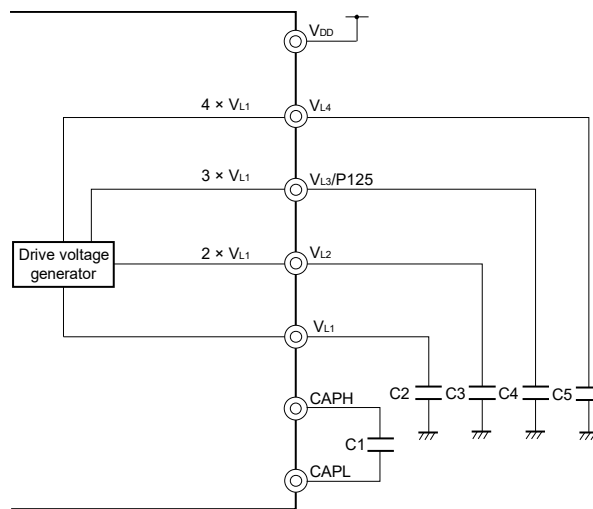 VDD
4 × VL1
VL4
3 × VL1
VL3/P125
Drive voltage
generator
2 × VL1
VL2
VL1
C2
C3
C4
C5
CAPH
C1
CAPL